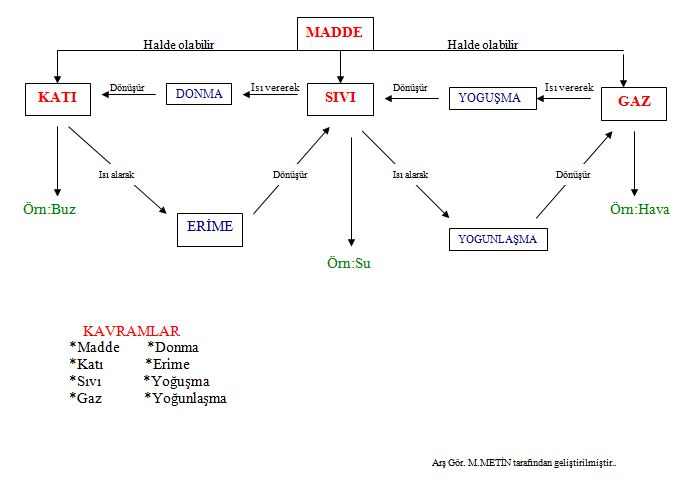 MADDE
Halde olabilir
Halde olabilir
KATI
Dönüşür
DONMA
Isı vererek
SIVI
Dönüşür
YOGUŞMA
Isı vererek
GAZ
Isı alarak
Dönüşür
Isı alarak
Dönüşür
Örn:Buz
ERİME
Örn:Hava
YOGUNLAŞMA
Örn:Su
KAVRAMLAR
*Madde *Donma
*Katı *Erime
*Sıvı *Yoğuşma
*Gaz *Yoğunlaşma
Arş Gör. M.METİN tarafından geliştirilmiştir..